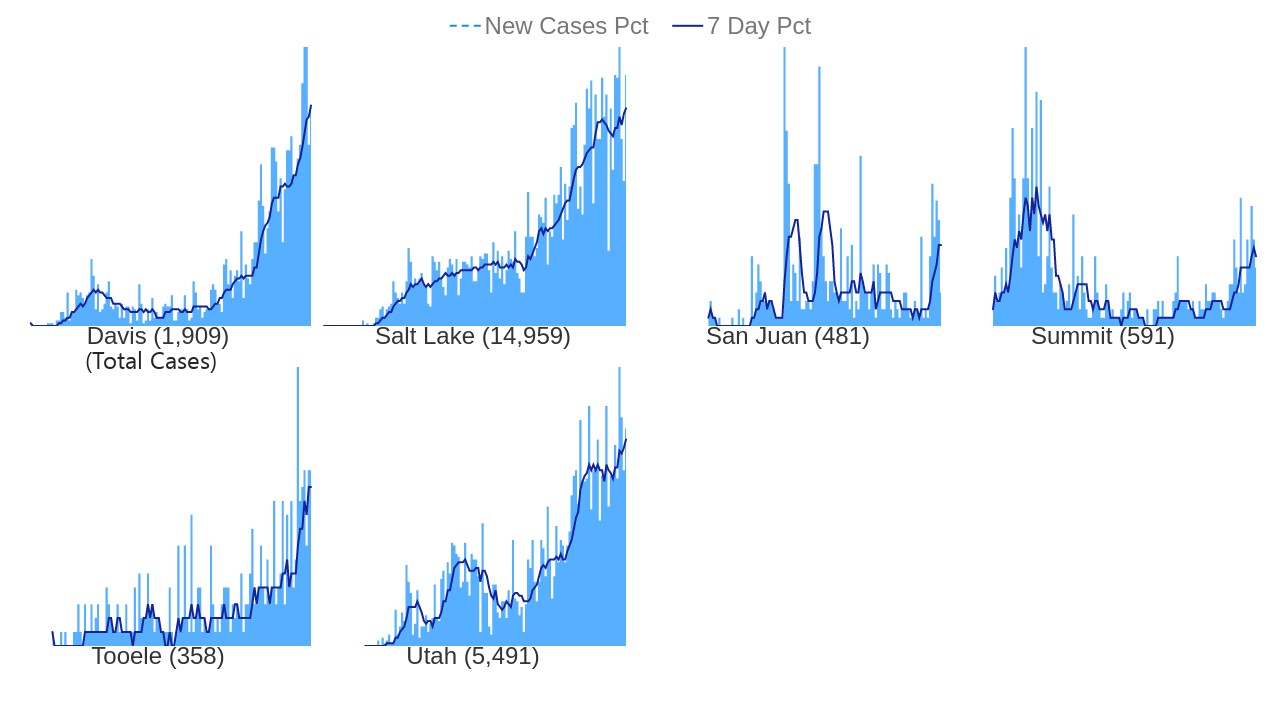 New Cases Pct 7 Day Pct
Davis (1,909)
(Total Cases)
Salt Lake (14,959)
San Juan (481)
Summit (591)
Tooele (358)
Utah (5,491)